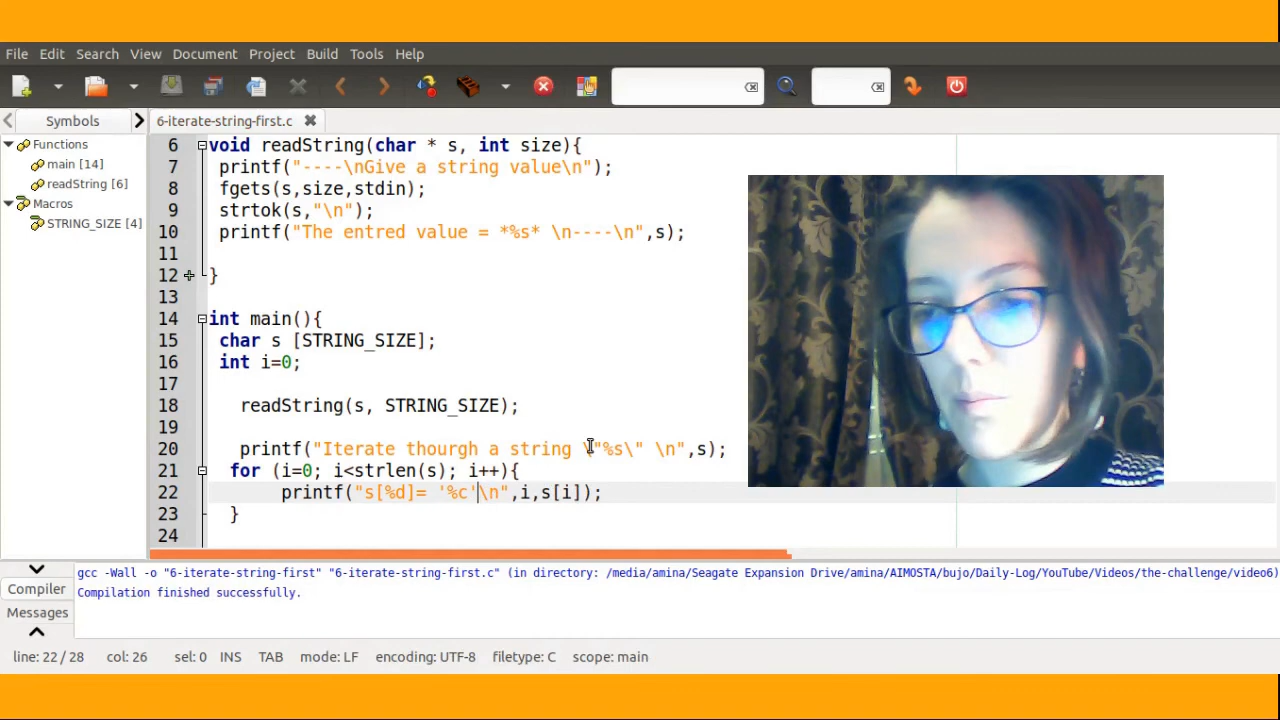 File Edit Search View Document Project Build Tools Help
Symbols
6-iterate-string-first.c
Functions
main [14]
readString [6]
Macros
STRING_SIZE [4]
6 void readString(char * s, int size){
7 printf("----\nGive a string value\n");
8 fgets(s,size,stdin);
9 strtok(s,"\n");
10 printf("The entred value = *%s* \n----\n",s);
11
12 }
13
14 int main(){
15 char s [STRING_SIZE];
16 int i=0;
17
18 readString(s, STRING_SIZE);
19
20 printf("Iterate thourgh a string \"%s\" \n",s);
21 for (i=0; i<strlen(s); i++){
22 printf("s[%d]= '%c'\n",i,s[i]);
23 }
24
Compiler
Messages
gcc -Wall -o "6-iterate-string-first" "6-iterate-string-first.c" (in directory: /media/amina/Seagate Expansion Drive/amina/AIMOSTA/bujo/Daily-Log/YouTube/Videos/the-challenge/video6)
Compilation finished successfully.
line: 22 / 28 col: 26 sel: 0 INS TAB mode: LF encoding: UTF-8 filetype: C scope: main